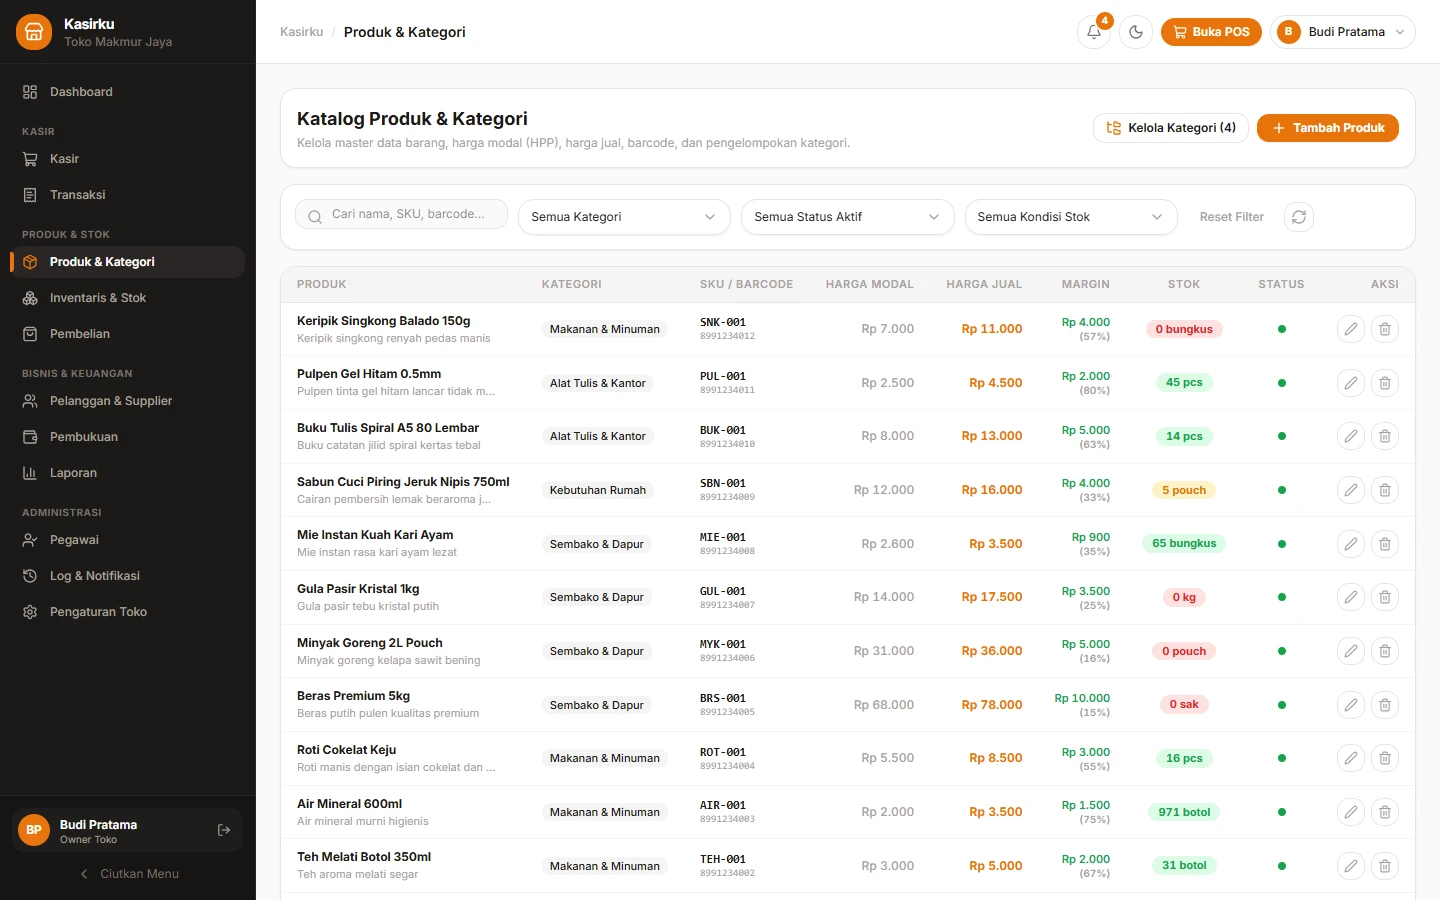 Kasirku
Toko Makmur Jaya
Dashboard
KASIR
Kasir
Transaksi
PRODUK & STOK
Produk & Kategori
Inventaris & Stok
Pembelian
BISNIS & KEUANGAN
Pelanggan & Supplier
Pembukuan
Laporan
ADMINISTRASI
Pegawai
Log & Notifikasi
Pengaturan Toko
BP
Budi Pratama
Owner Toko
Ciutkan Menu
Kasirku / Produk & Kategori
4
Buka POS
B Budi Pratama
Katalog Produk & Kategori
Kelola master data barang, harga modal (HPP), harga jual, barcode, dan pengelompokan kategori.
Kelola Kategori (4)
Tambah Produk
Cari nama, SKU, barcode...
Semua Kategori
Semua Status Aktif
Semua Kondisi Stok
Reset Filter
PRODUK KATEGORI SKU / BARCODE HARGA MODAL HARGA JUAL MARGIN STOK STATUS AKSI
Keripik Singkong Balado 150g
Keripik singkong renyah pedas manis
Makanan & Minuman
SNK-001
8991234012
Rp 7.000
Rp 11.000
Rp 4.000
(57%)
0 bungkus
Pulpen Gel Hitam 0.5mm
Pulpen tinta gel hitam lancar tidak m...
Alat Tulis & Kantor
PUL-001
8991234011
Rp 2.500
Rp 4.500
Rp 2.000
(80%)
45 pcs
Buku Tulis Spiral A5 80 Lembar
Buku catatan jilid spiral kertas tebal
Alat Tulis & Kantor
BUK-001
8991234010
Rp 8.000
Rp 13.000
Rp 5.000
(63%)
14 pcs
Sabun Cuci Piring Jeruk Nipis 750ml
Cairan pembersih lemak beraroma j...
Kebutuhan Rumah
SBN-001
8991234009
Rp 12.000
Rp 16.000
Rp 4.000
(33%)
5 pouch
Mie Instan Kuah Kari Ayam
Mie instan rasa kari ayam lezat
Sembako & Dapur
MIE-001
8991234008
Rp 2.600
Rp 3.500
Rp 900
(35%)
65 bungkus
Gula Pasir Kristal 1kg
Gula pasir tebu kristal putih
Sembako & Dapur
GUL-001
8991234007
Rp 14.000
Rp 17.500
Rp 3.500
(25%)
0 kg
Minyak Goreng 2L Pouch
Minyak goreng kelapa sawit bening
Sembako & Dapur
MYK-001
8991234006
Rp 31.000
Rp 36.000
Rp 5.000
(16%)
0 pouch
Beras Premium 5kg
Beras putih pulen kualitas premium
Sembako & Dapur
BRS-001
8991234005
Rp 68.000
Rp 78.000
Rp 10.000
(15%)
0 sak
Roti Cokelat Keju
Roti manis dengan isian cokelat dan ...
Makanan & Minuman
ROT-001
8991234004
Rp 5.500
Rp 8.500
Rp 3.000
(55%)
16 pcs
Air Mineral 600ml
Air mineral murni higienis
Makanan & Minuman
AIR-001
8991234003
Rp 2.000
Rp 3.500
Rp 1.500
(75%)
971 botol
Teh Melati Botol 350ml
Teh aroma melati segar
Makanan & Minuman
TEH-001
8991234002
Rp 3.000
Rp 5.000
Rp 2.000
(67%)
31 botol